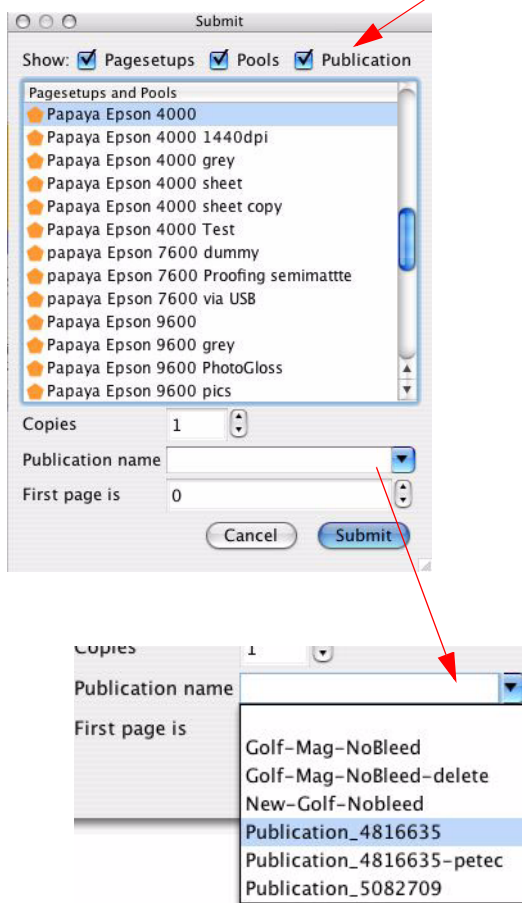 Submit
Show: Pagesetups Pools Publication
Pagesetups and Pools
Papaya Epson 4000
Papaya Epson 4000 1440dpi
Papaya Epson 4000 grey
Papaya Epson 4000 sheet
Papaya Epson 4000 sheet copy
Papaya Epson 4000 Test
papaya Epson 7600 dummy
papaya Epson 7600 Proofing semimattte
papaya Epson 7600 via USB
Papaya Epson 9600
Papaya Epson 9600 grey
Papaya Epson 9600 PhotoGloss
Papaya Epson 9600 pics
Copies 1
Publication name
First page is 0
Cancel Submit
Copies 1
Publication name
First page is
Golf-Mag-NoBleed
Golf-Mag-NoBleed-delete
New-Golf-Nobleed
Publication_4816635
Publication_4816635-petec
Publication_5082709